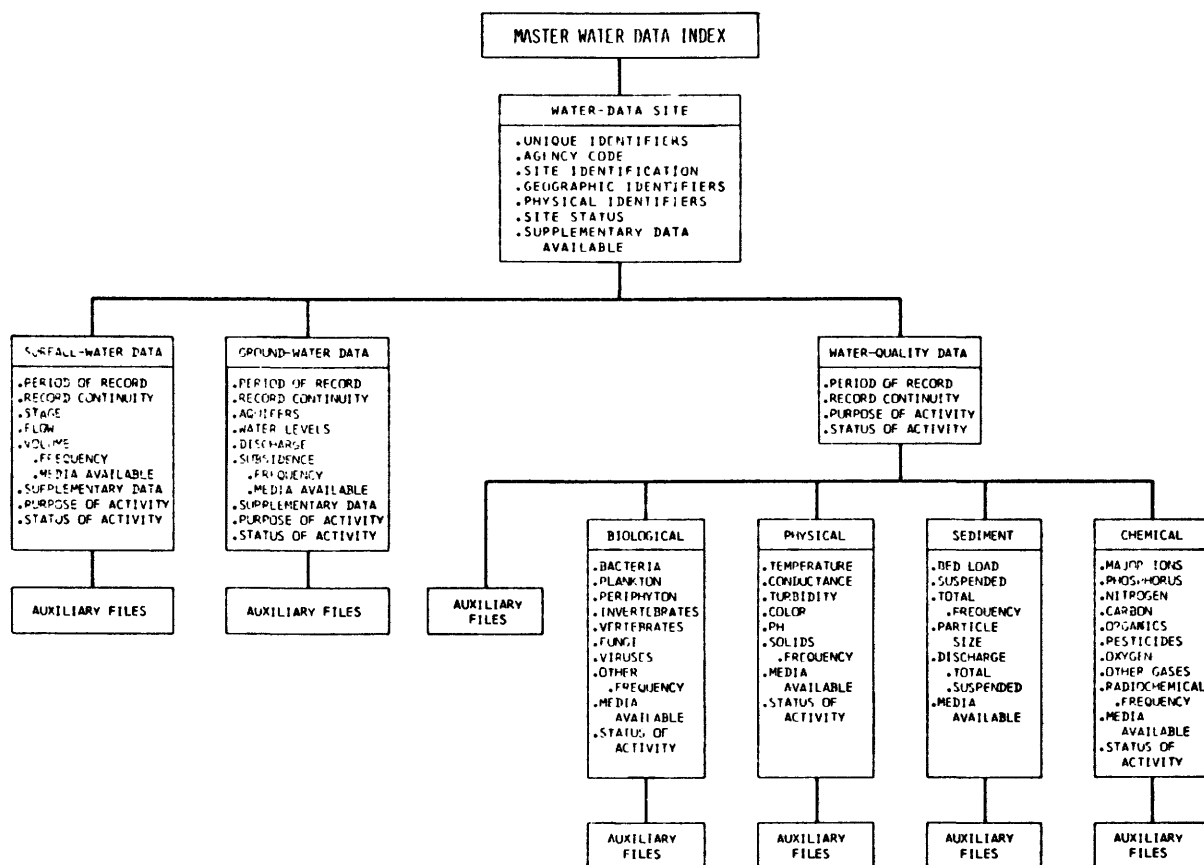 MASTER WATER DATA INDEX
WATER-DATA SITE
.UNIQUE IDENTIFIERS
.AGENCY CODE
.SITE IDENTIFICATION
.GEOGRAPHIC IDENTIFIERS
.PHYSICAL IDENTIFIERS
.SITE STATUS
.SUPPLEMENTARY DATA
AVAILABLE
-WATER DATA
.PERIOD OF RECORD
.RECORD CONTINUITY
.STAGE
.FLOW
.VOLUME
.FREQUENCY
.MEDIA AVAILABLE
.SUPPLEMENTARY DATA
.PURPOSE OF ACTIVITY
.STATUS OF ACTIVITY
AUXILIARY FILES
GROUND-WATER DATA
.PERIOD OF RECORD
.RECORD CONTINUITY
.AQUIFERS
.WATER LEVELS
.DISCHARGE
.SUBSIDENCE
.FREQUENCY
.MEDIA AVAILABLE
.SUPPLEMENTARY DATA
.PURPOSE OF ACTIVITY
.STATUS OF ACTIVITY
AUXILIARY FILES
WATER-QUALITY DATA
.PERIOD OF RECORD
.RECORD CONTINUITY
.PURPOSE OF ACTIVITY
.STATUS OF ACTIVITY
AUXILIARY
FILES
BIOLOGICAL
.BACTERIA
.PLANKTON
.PERIPHYTON
.INVERTEBRATES
.VERTEBRATES
.FUNGI
.VIRUSES
.OTHER
.FREQUENCY
.MEDIA
AVAILABLE
.STATUS OF
ACTIVITY
AUXILIARY
FILES
PHYSICAL
.TEMPERATURE
.CONDUCTANCE
.TURBIDITY
.COLOR
.PH
.SOLIDS
.FREQUENCY
.MEDIA
AVAILABLE
.STATUS OF
ACTIVITY
AUXILIARY
FILES
SEDIMENT
.BED LOAD
.SUSPENDED
.TOTAL
.FREQUENCY
.PARTICLE
SIZE
.DISCHARGE
.TOTAL
.SUSPENDED
.MEDIA
AVAILABLE
AUXILIARY
FILES
CHEMICAL
.MAJOR IONS
.PHOSPHORUS
.NITROGEN
.CARBON
.ORGANICS
.PESTICIDES
.OXYGEN
.OTHER GASES
.RADIOCHEMICAL
.FREQUENCY
.MEDIA
AVAILABLE
.STATUS OF
ACTIVITY
AUXILIARY
FILES